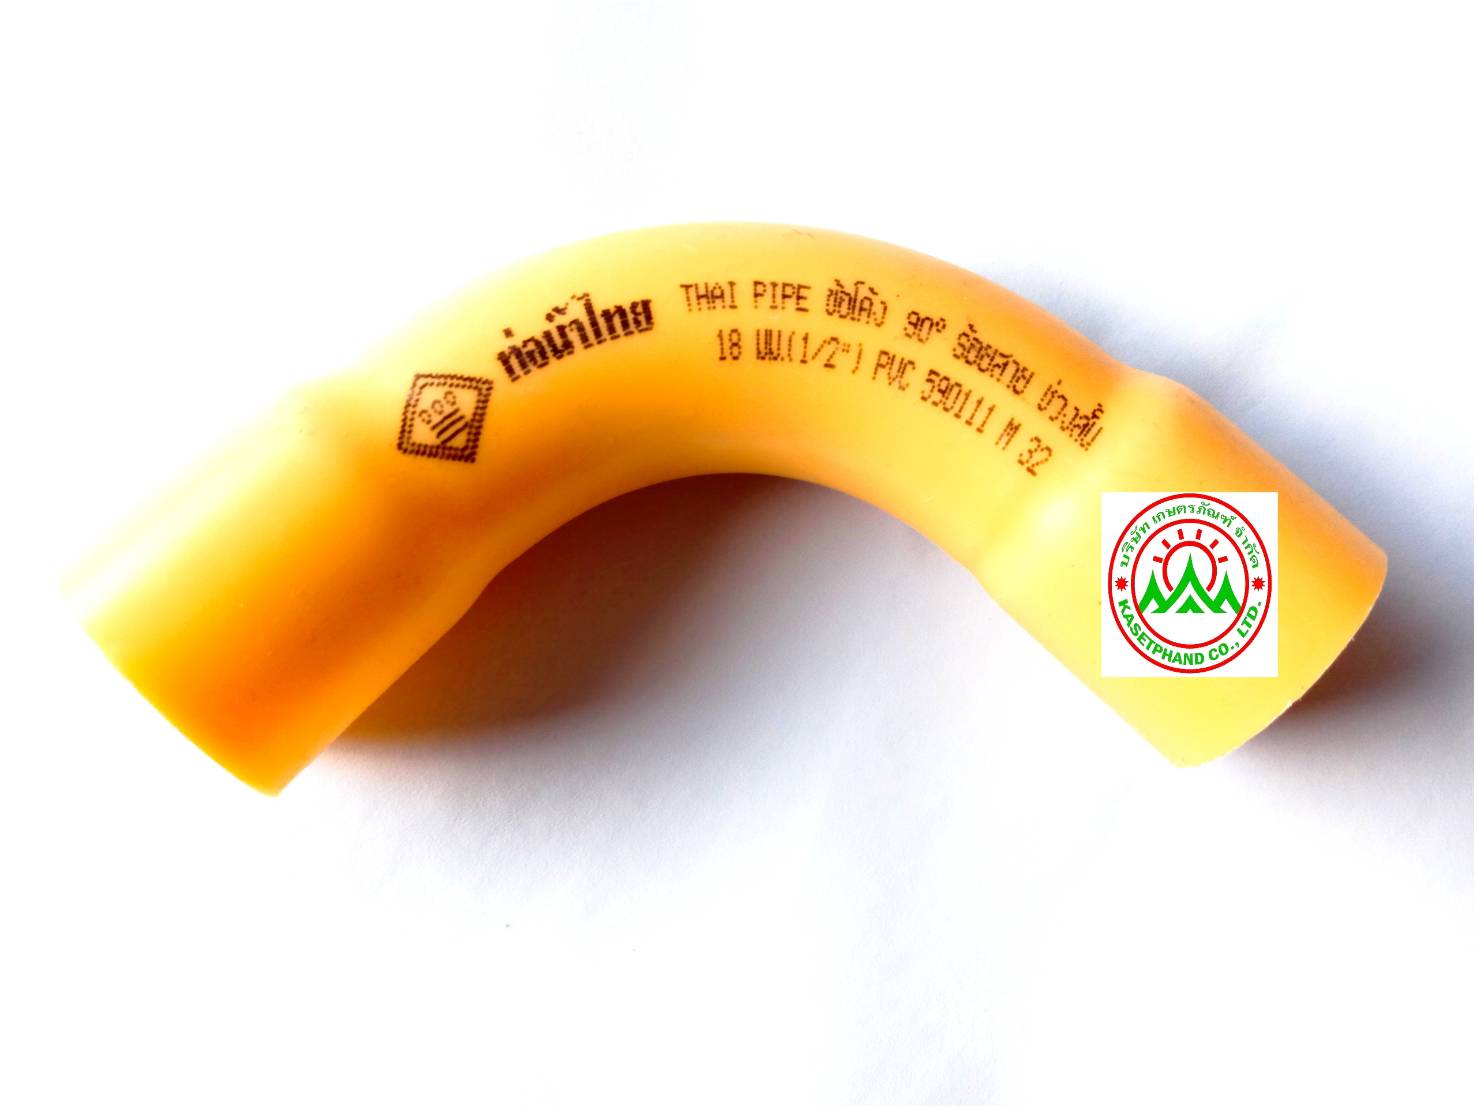 ท่อน้ำไทย
THAI PIPE ข้อโค้ง 90° ร้อยสาย ช่วงสั้น
18 มม.(1/2") PVC 590111 M 32
บริษัท เกษตรภัณฑ์ จำกัด
KASETPHAND CO., LTD.